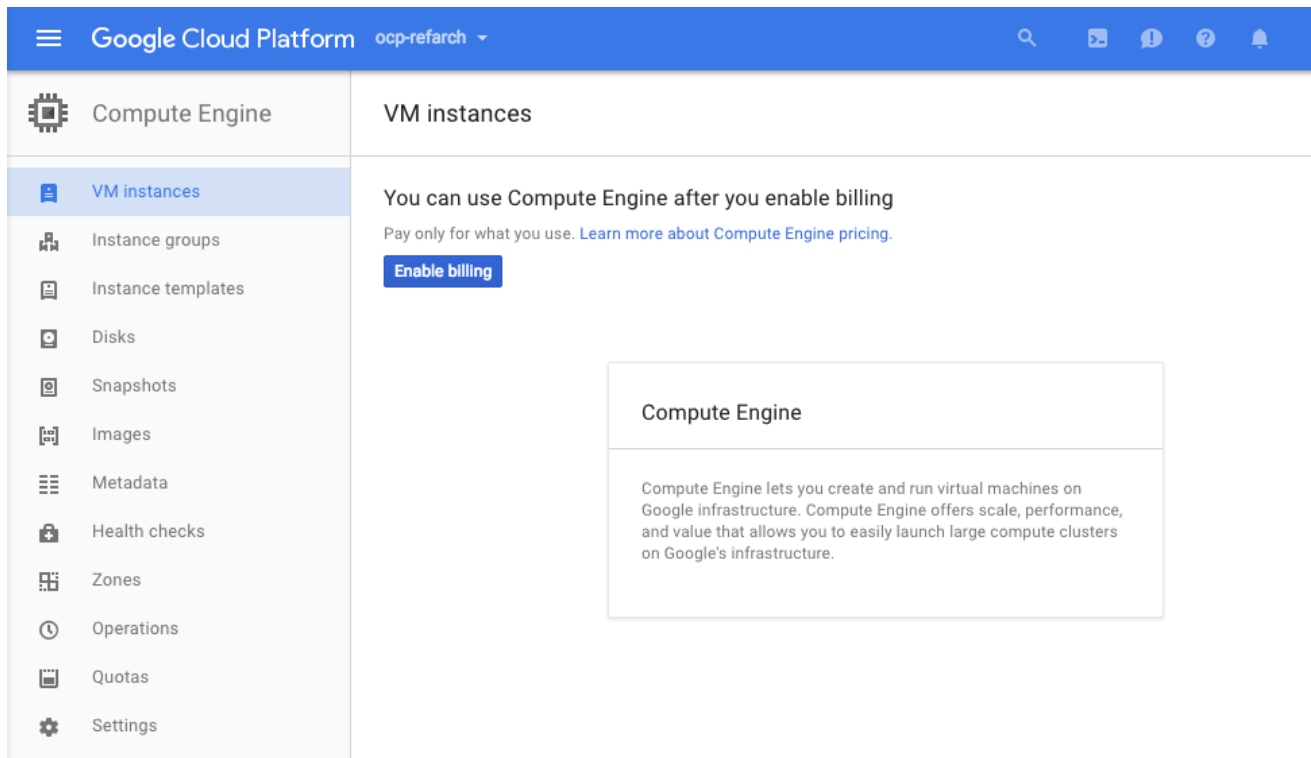 Google Cloud Platform ocp-refarch
Compute Engine
VM instances
VM instances
Instance groups
Instance templates
Disks
Snapshots
Images
Metadata
Health checks
Zones
Operations
Quotas
Settings
You can use Compute Engine after you enable billing
Pay only for what you use. Learn more about Compute Engine pricing.
Enable billing
Compute Engine
Compute Engine lets you create and run virtual machines on
Google infrastructure. Compute Engine offers scale, performance,
and value that allows you to easily launch large compute clusters
on Google's infrastructure.